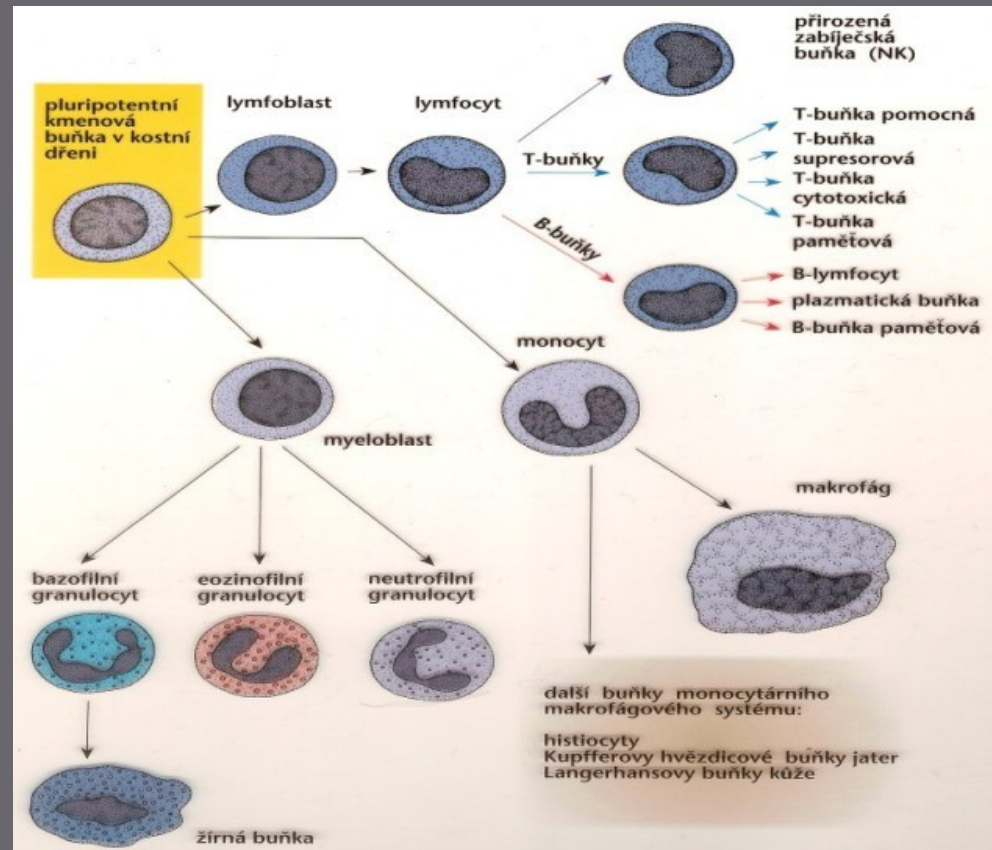 pluripotentní
kmenová
buňka v kostní
dřeni
lymfoblast
lymfocyt
přirozená
zabíječská
buňka (NK)
T-buňky
T-buňka pomocná
T-buňka
supresorová
T-buňka
cytotoxická
T-buňka
paměťová
B-buňky
B-lymfocyt
plazmatická buňka
B-buňka paměťová
monocyt
myeloblast
makrofág
bazofilní
granulocyt
eozinofilní
granulocyt
neutrofilní
granulocyt
další buňky monocytárního
makrofágového systému:
histiocyty
Kupfferovy hvězdicové buňky jater
Langerhansovy buňky kůže
žírná buňka